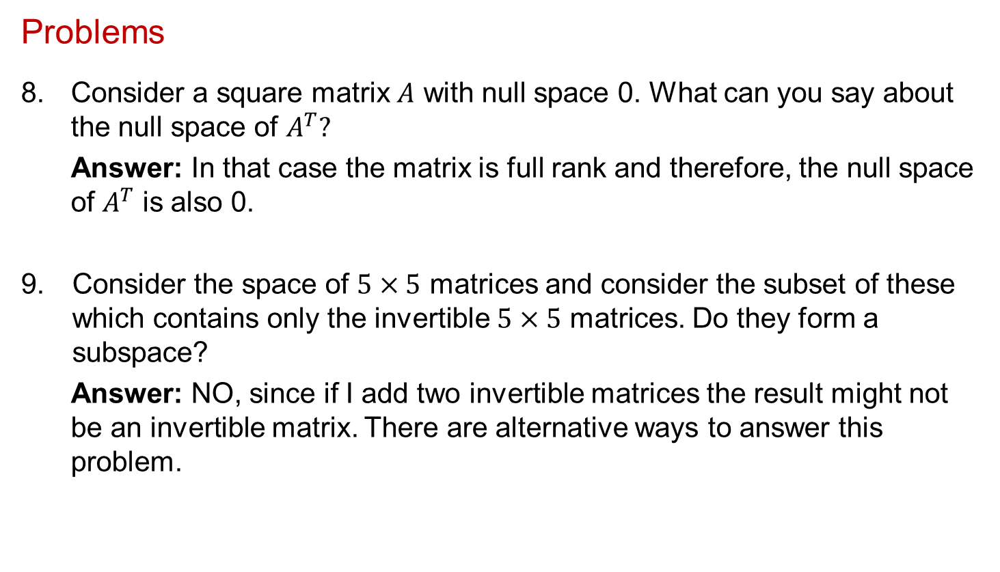 Problems
8. Consider a square matrix 𝐴 with null space 0. What can you say about
the null space of 𝐴ᵀ?
Answer: In that case the matrix is full rank and therefore, the null space
of 𝐴ᵀ is also 0.
9. Consider the space of 5 × 5 matrices and consider the subset of these
which contains only the invertible 5 × 5 matrices. Do they form a
subspace?
Answer: NO, since if I add two invertible matrices the result might not
be an invertible matrix. There are alternative ways to answer this
problem.